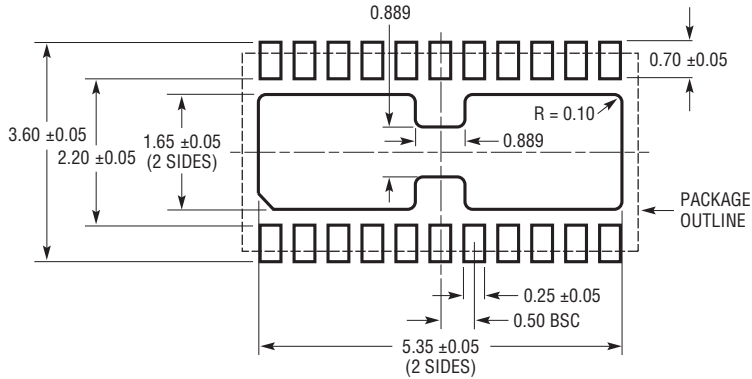 0.889
0.70 ±0.05
R = 0.10
3.60 ±0.05
1.65 ±0.05
(2 SIDES)
0.889
2.20 ±0.05
PACKAGE
OUTLINE
0.25 ±0.05
0.50 BSC
5.35 ±0.05
(2 SIDES)